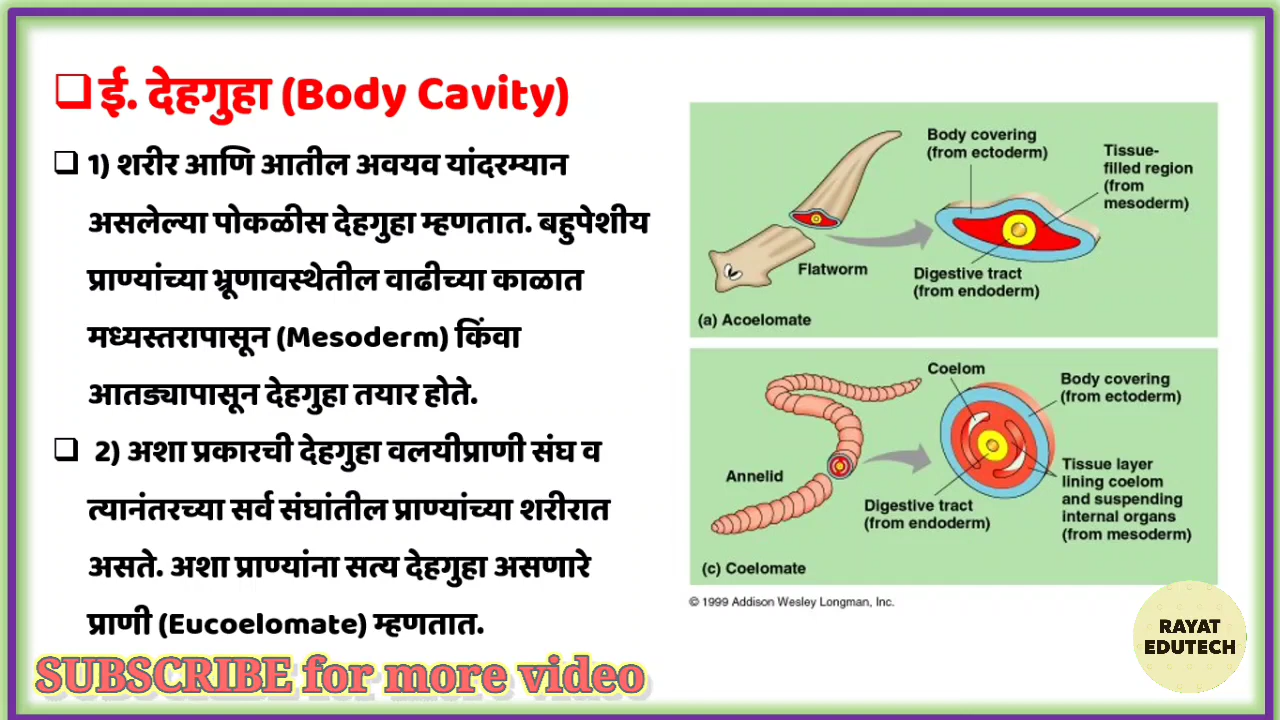 ई. देहगुहा (Body Cavity)
1) शरीर आणि आतील अवयव यांदरम्यान
असलेल्या पोकळीस देहगुहा म्हणतात. बहुपेशीय
प्राण्यांच्या भ्रूणावस्थेतील वाढीच्या काळात
मध्यस्तरापासून (Mesoderm) किंवा
आतड्यापासून देहगुहा तयार होते.
2) अशा प्रकारची देहगुहा वलयीप्राणी संघ व
त्यानंतरच्या सर्व संघांतील प्राण्यांच्या शरीरात
असते. अशा प्राण्यांना सत्य देहगुहा असणारे
प्राणी (Eucoelomate) म्हणतात.
SUBSCRIBE for more video
Body covering
(from ectoderm)
Tissue-
filled region
(from
mesoderm)
Flatworm
Digestive tract
(from endoderm)
(a) Acoelomate
Coelom
Body covering
(from ectoderm)
Annelid
Digestive tract
(from endoderm)
Tissue layer
lining coelom
and suspending
internal organs
(from mesoderm)
(c) Coelomate
© 1999 Addison Wesley Longman, Inc.
RAYAT
EDUTECH